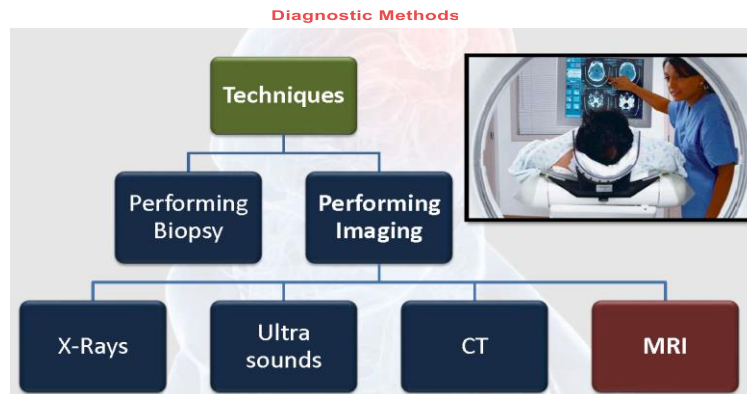 Diagnostic Methods
Techniques
Performing
Biopsy
Performing
Imaging
X-Rays
Ultra
sounds
CT
MRI